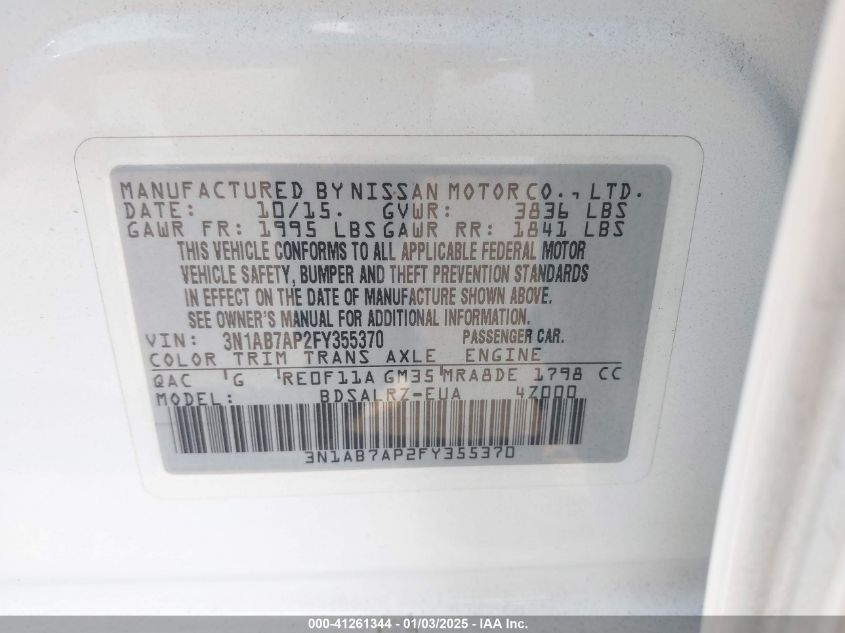 MANUFACTURED BY NISSAN MOTOR CO., LTD.
DATE: 10/15. GVWR: 3836 LBS
GAWR FR: 1995 LBS GAWR RR: 1841 LBS
THIS VEHICLE CONFORMS TO ALL APPLICABLE FEDERAL MOTOR
VEHICLE SAFETY, BUMPER AND THEFT PREVENTION STANDARDS
IN EFFECT ON THE DATE OF MANUFACTURE SHOWN ABOVE.
SEE OWNER'S MANUAL FOR ADDITIONAL INFORMATION.
VIN: 3N1AB7AP2FY355370 PASSENGER CAR.
COLOR TRIM TRANS AXLE ENGINE
QAC G RE0F11A GM35 MRA8DE 1798 CC
MODEL: BDSALRZ-EUA 4Z000
3N1AB7AP2FY355370
000-41261344 - 01/03/2025 - IAA Inc.